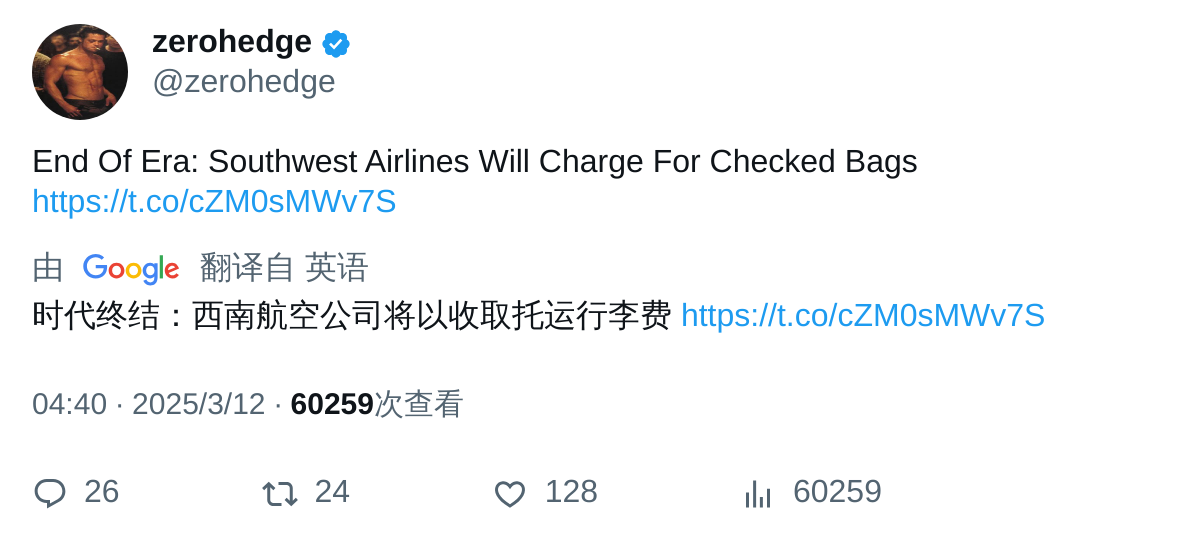 zerohedge
@zerohedge
End Of Era: Southwest Airlines Will Charge For Checked Bags
https://t.co/cZM0sMWv7S
由 Google 翻译自 英语
时代终结：西南航空公司将以收取托运行李费 https://t.co/cZM0sMWv7S
04:40 · 2025/3/12 · 60259次查看
26 24 128 60259